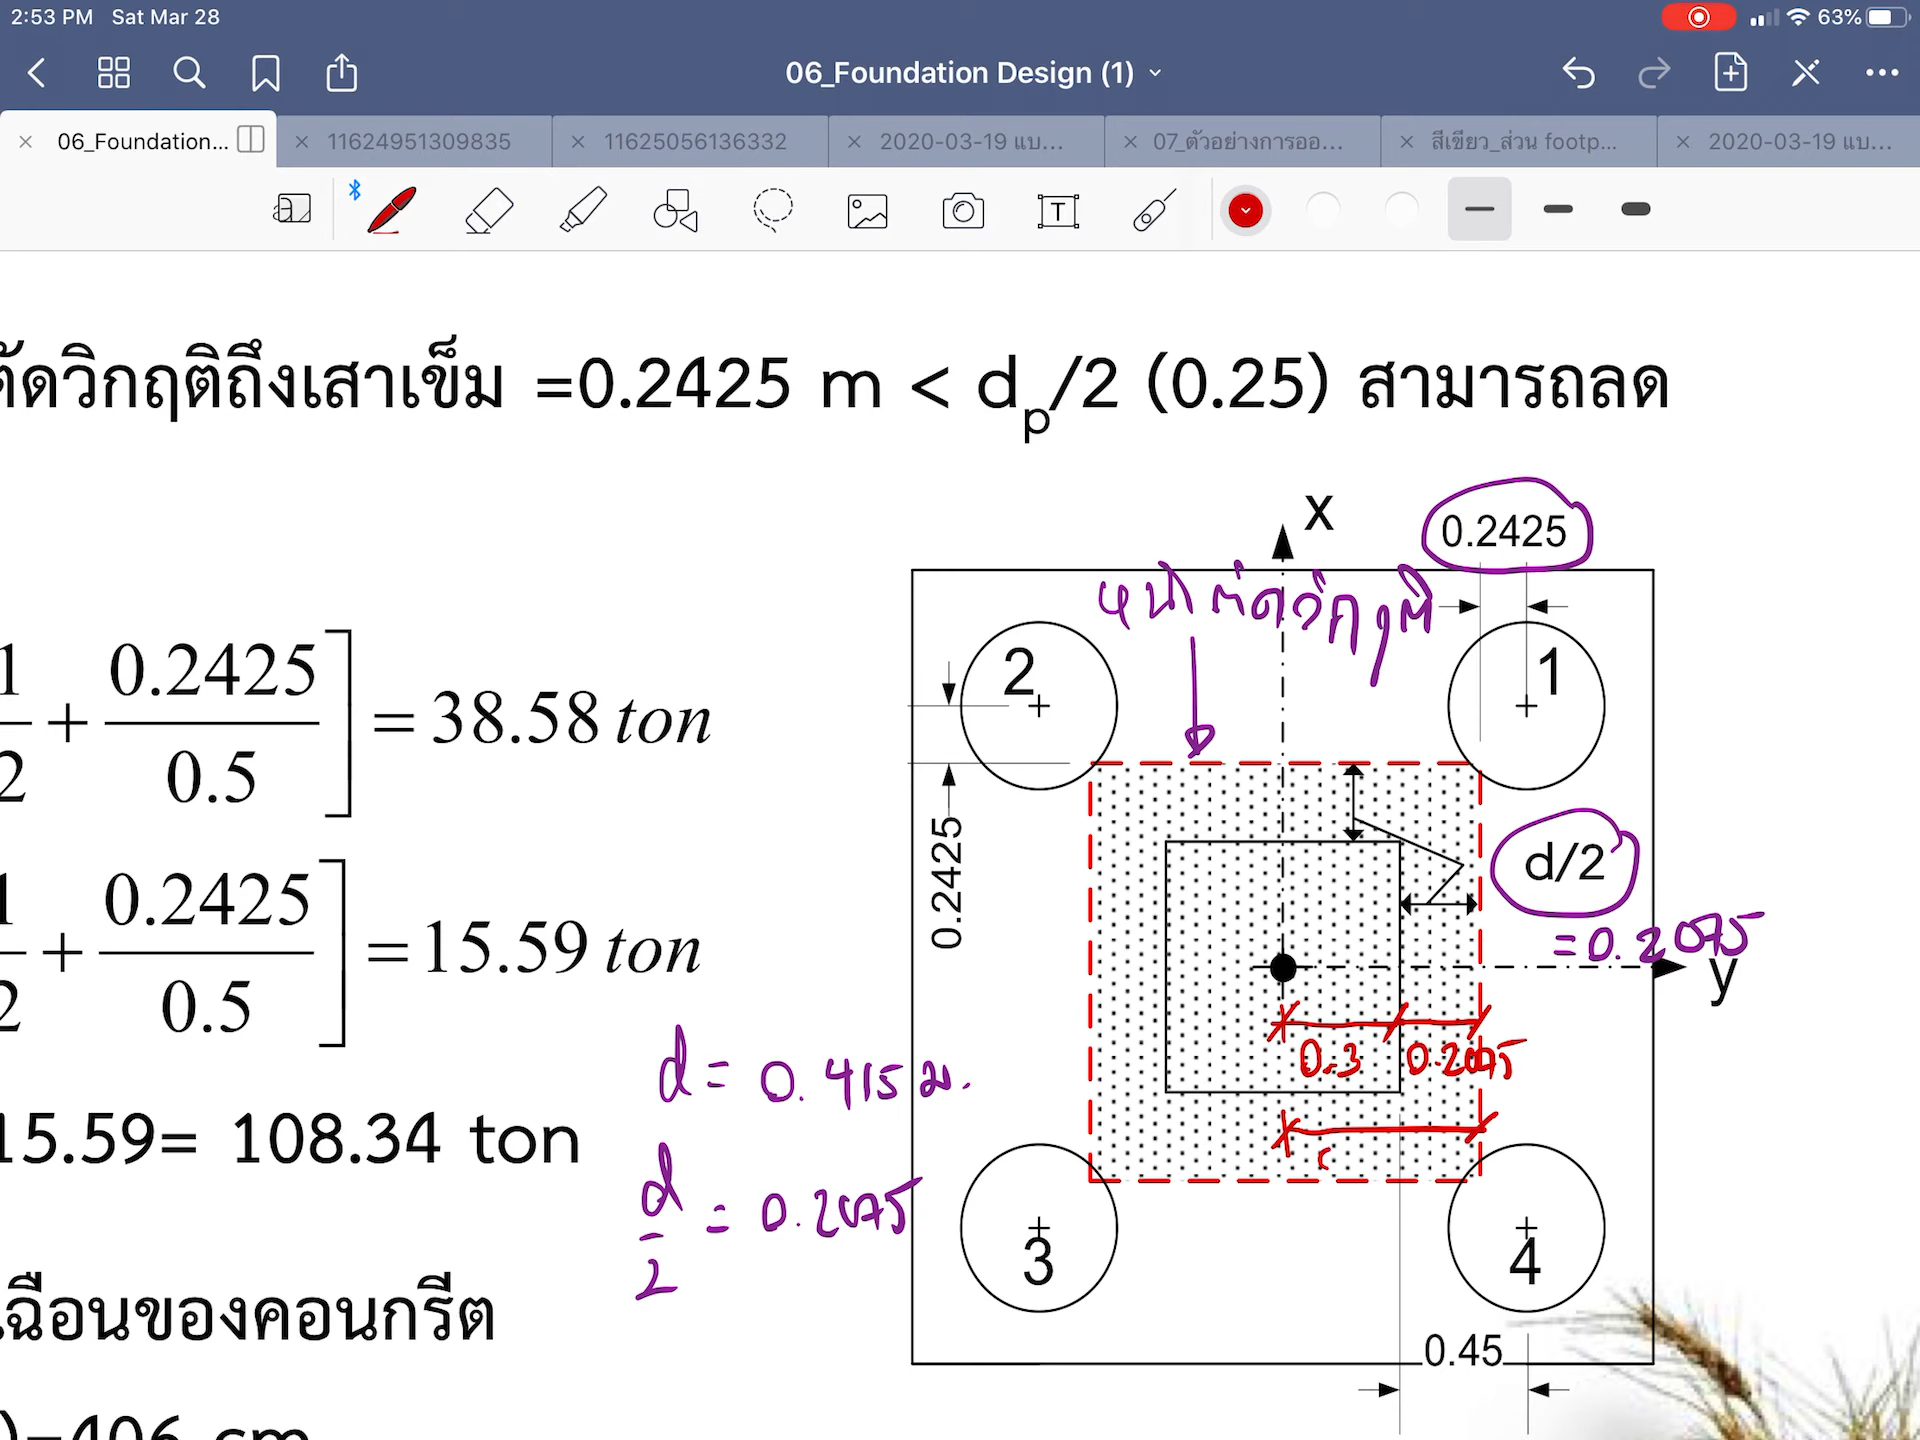 2:53 PM Sat Mar 28
63%
06_Foundation Design (1)
06_Foundation...
11624951309835
11625056136332
2020-03-19 แบ...
07_ตัวอย่างการออ...
สีเขียว_ส่วน footp...
2020-03-19 แบ...
ตัดวิกฤติถึงเสาเข็ม =0.2425 m < dp/2 (0.25) สามารถลด
x
0.2425
หน้าตัดวิกฤติ
2
1
1/2 + 0.2425/0.5 ] = 38.58 ton
0.2425
d/2
= 0.2075
1/2 + 0.2425/0.5 ] = 15.59 ton
y
0.3
0.2075
d = 0.415 ม.
15.59= 108.34 ton
d/2 = 0.2075
3
4
เฉือนของคอนกรีต
0.45
)=406 cm